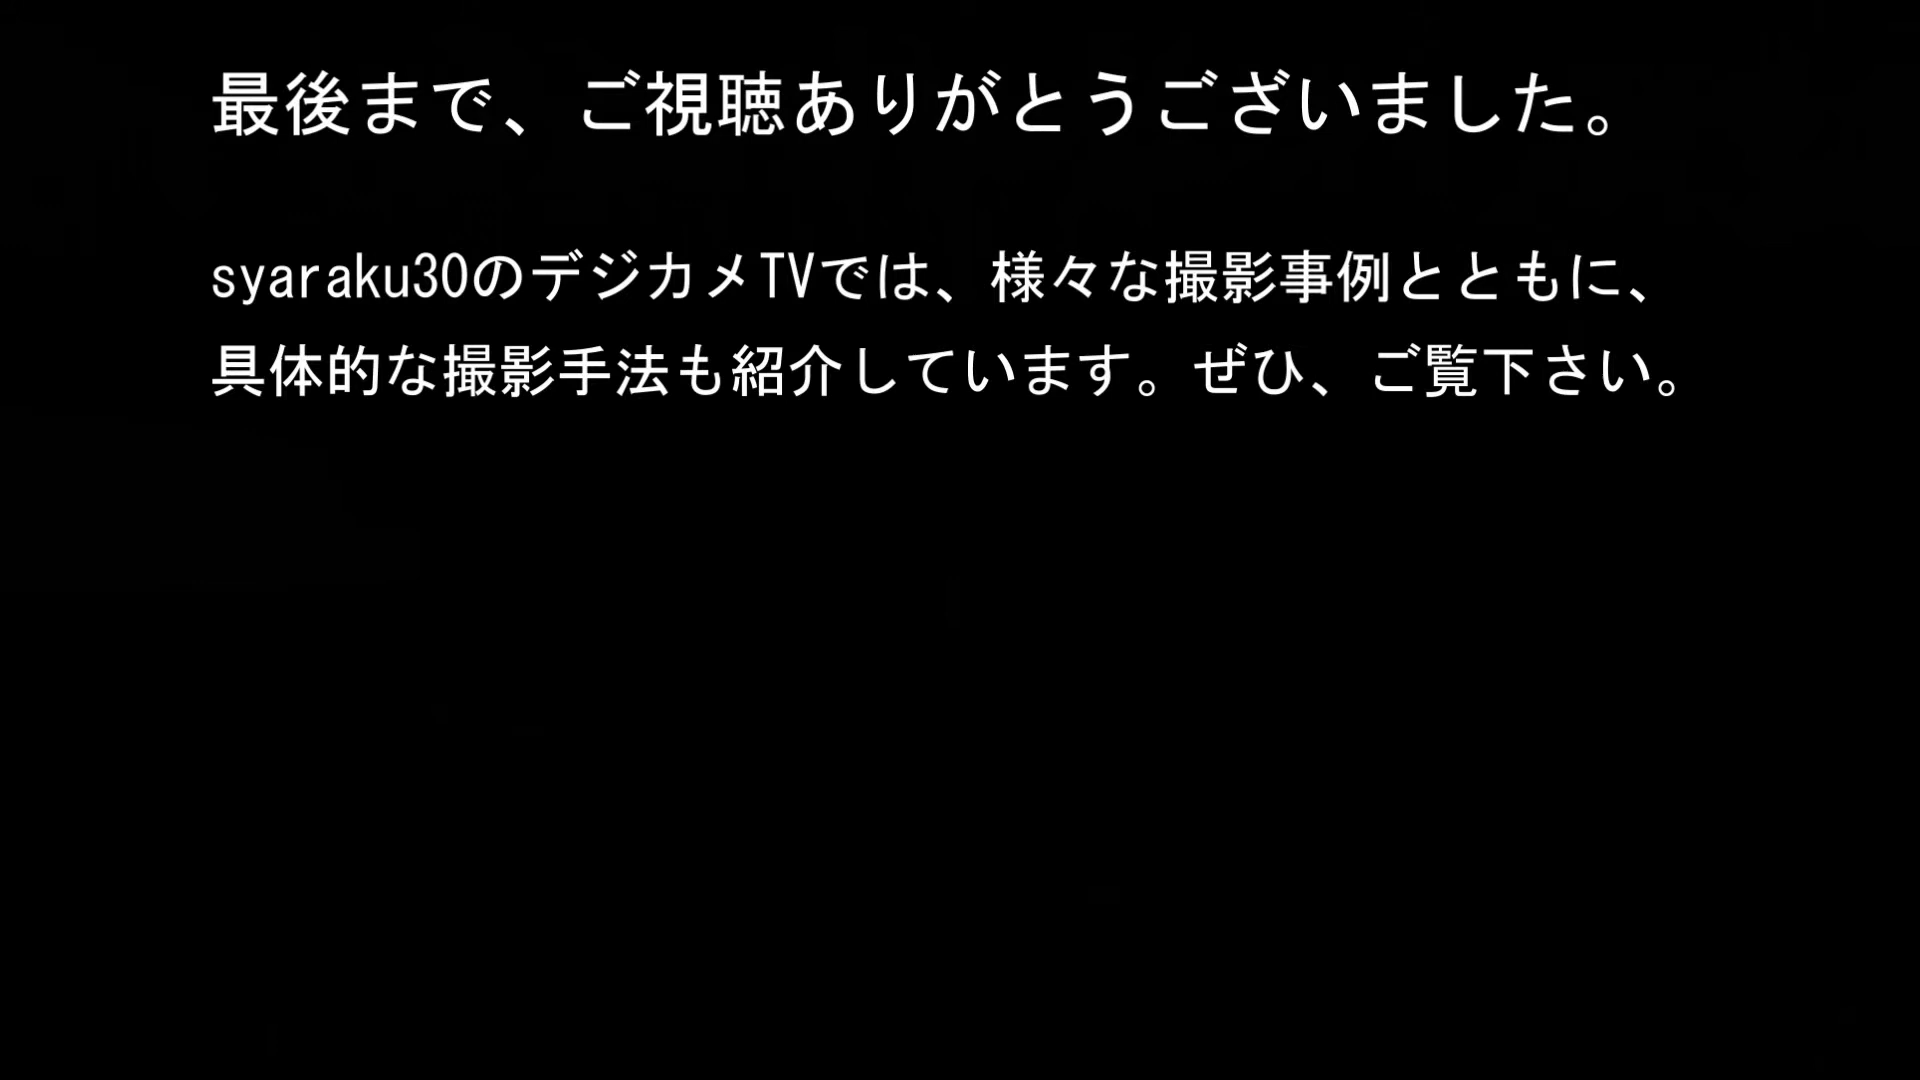 最後まで、ご視聴ありがとうございました。
syaraku30のデジカメTVでは、様々な撮影事例とともに、
具体的な撮影手法も紹介しています。ぜひ、ご覧下さい。